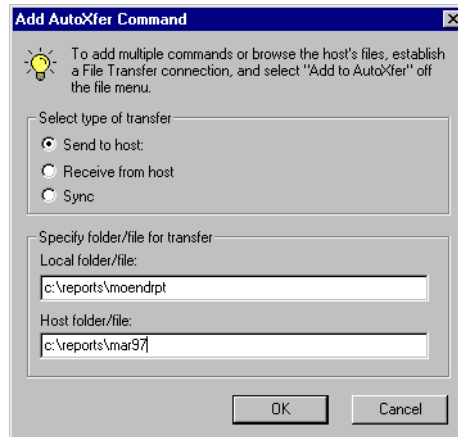 Add AutoXfer Command
To add multiple commands or browse the host's files, establish
a File Transfer connection, and select "Add to AutoXfer" off
the file menu.
Select type of transfer
Send to host:
Receive from host
Sync
Specify folder/file for transfer
Local folder/file:
c:\reports\moendrpt
Host folder/file:
c:\reports\mar97
OK
Cancel